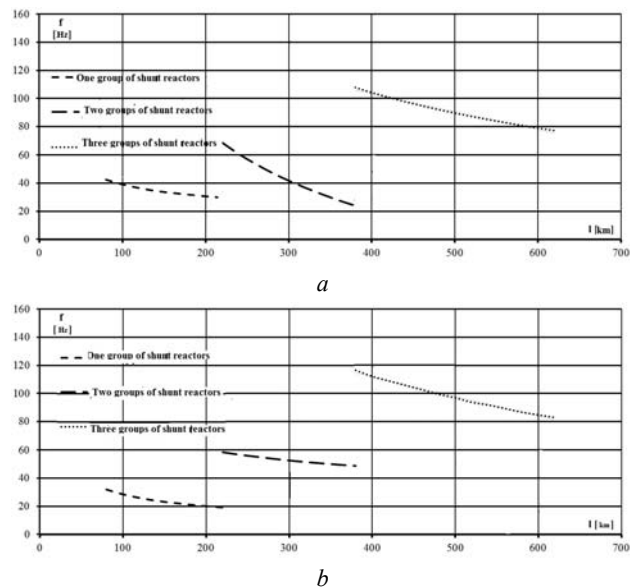 f
[Hz]
160
140
120
100
80
60
40
20
0
One group of shunt reactors
Two groups of shunt reactors
Three groups of shunt reactors
l [km]
0 100 200 300 400 500 600 700
a
f
[Hz]
160
140
120
100
80
60
40
20
0
One group of shunt reactors
Two groups of shunt reactors
Three groups of shunt reactors
l [km]
0 100 200 300 400 500 600 700
b